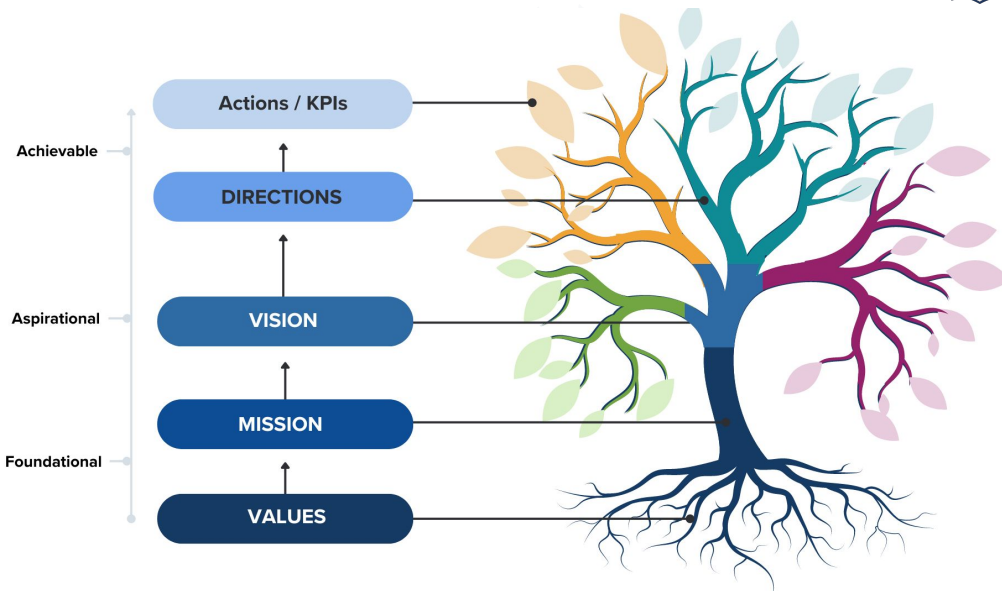 Actions / KPIs
Achievable
DIRECTIONS
Aspirational
VISION
MISSION
Foundational
VALUES